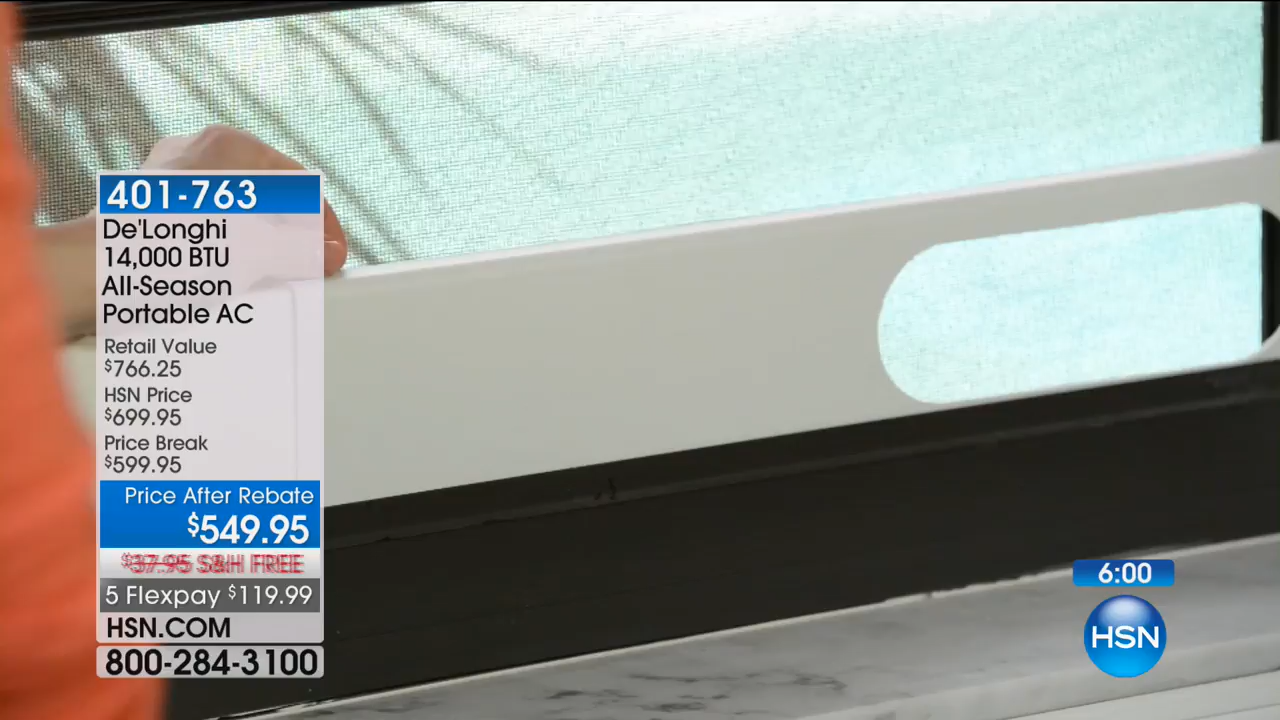 401-763
De'Longhi
14,000 BTU
All-Season
Portable AC
Retail Value
$766.25
HSN Price
$699.95
Price Break
$599.95
Price After Rebate
$549.95
$37.95 S&H FREE
5 Flexpay $119.99
HSN.COM
800-284-3100
6:00
HSN